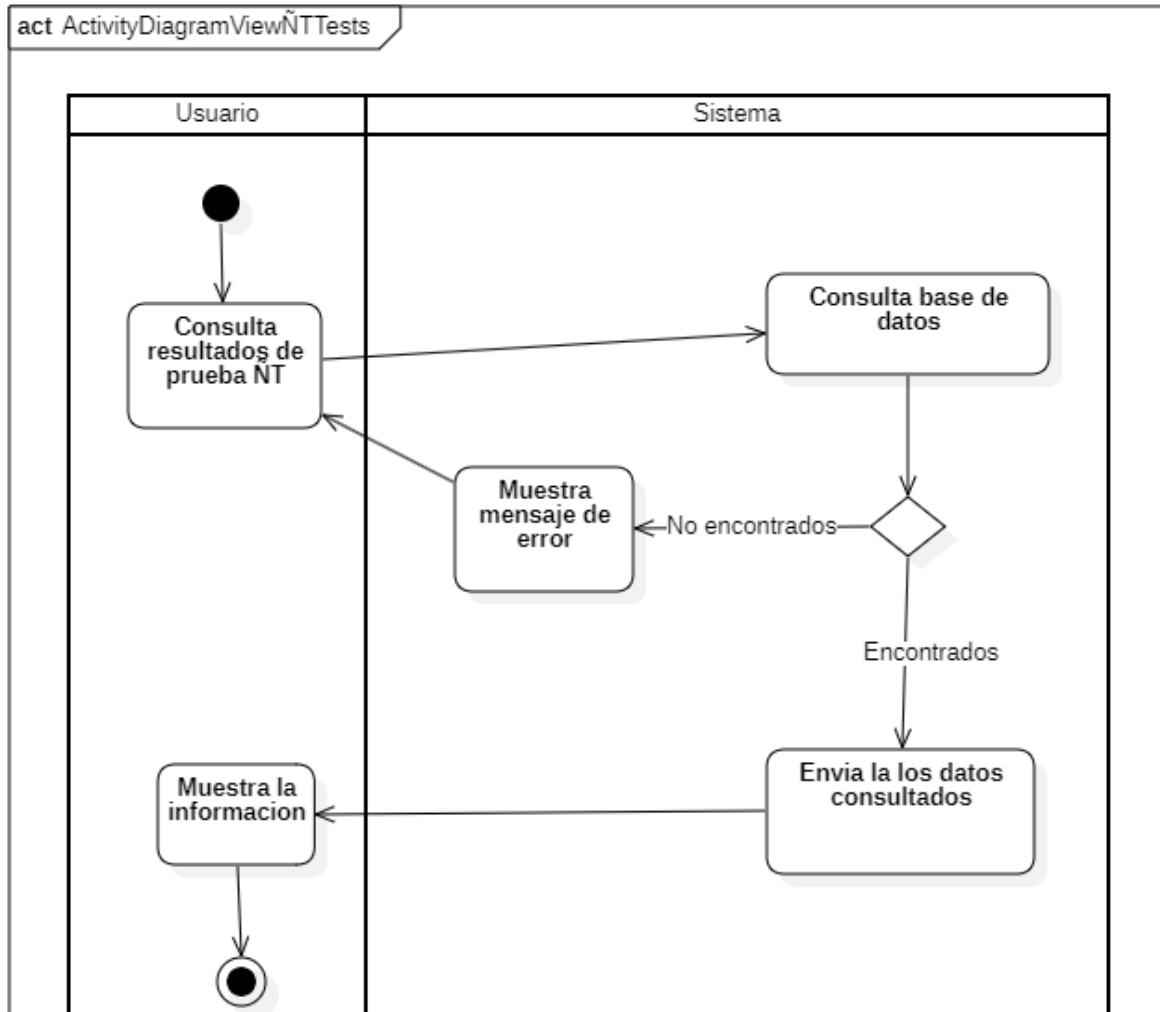 act ActivityDiagramViewÑTTests
Usuario
Sistema
Consulta
resultados de
prueba ÑT
Consulta base de
datos
Muestra
mensaje de
error
No encontrados
Encontrados
Muestra la
informacion
Envia la los datos
consultados